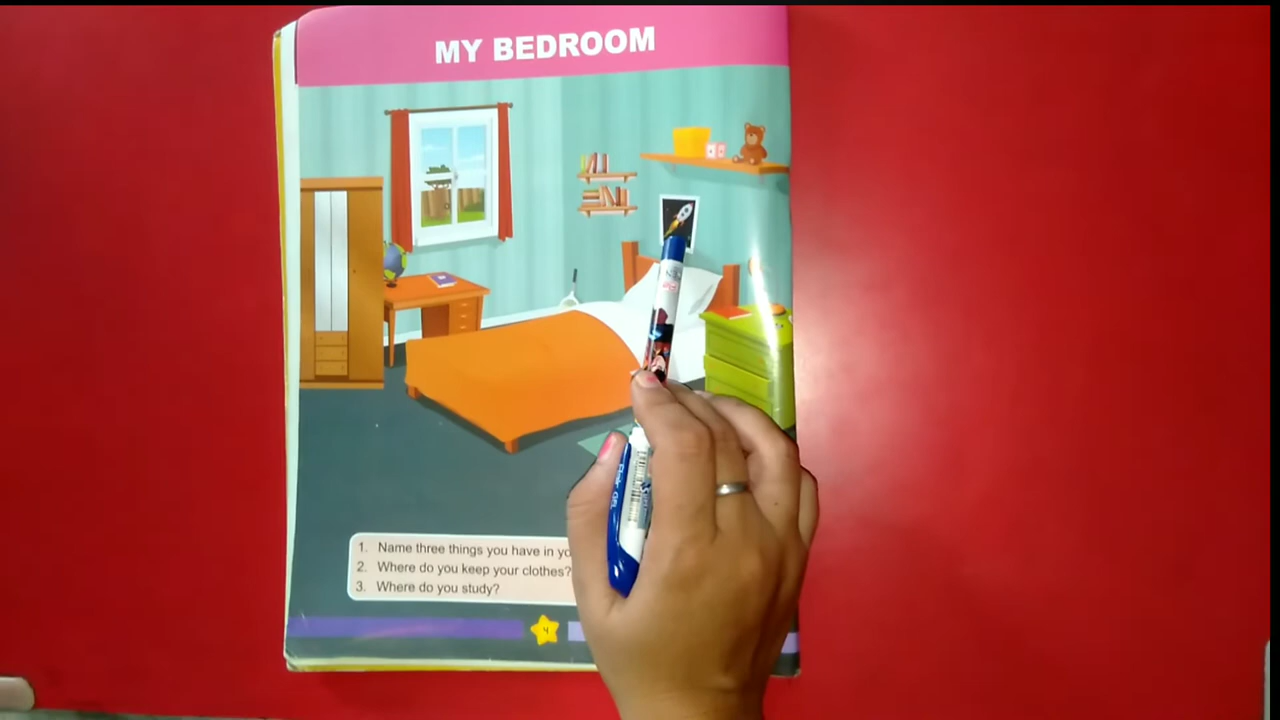 MY BEDROOM
1. Name three things you have in
2. Where do you keep your clothes?
3. Where do you study?
4